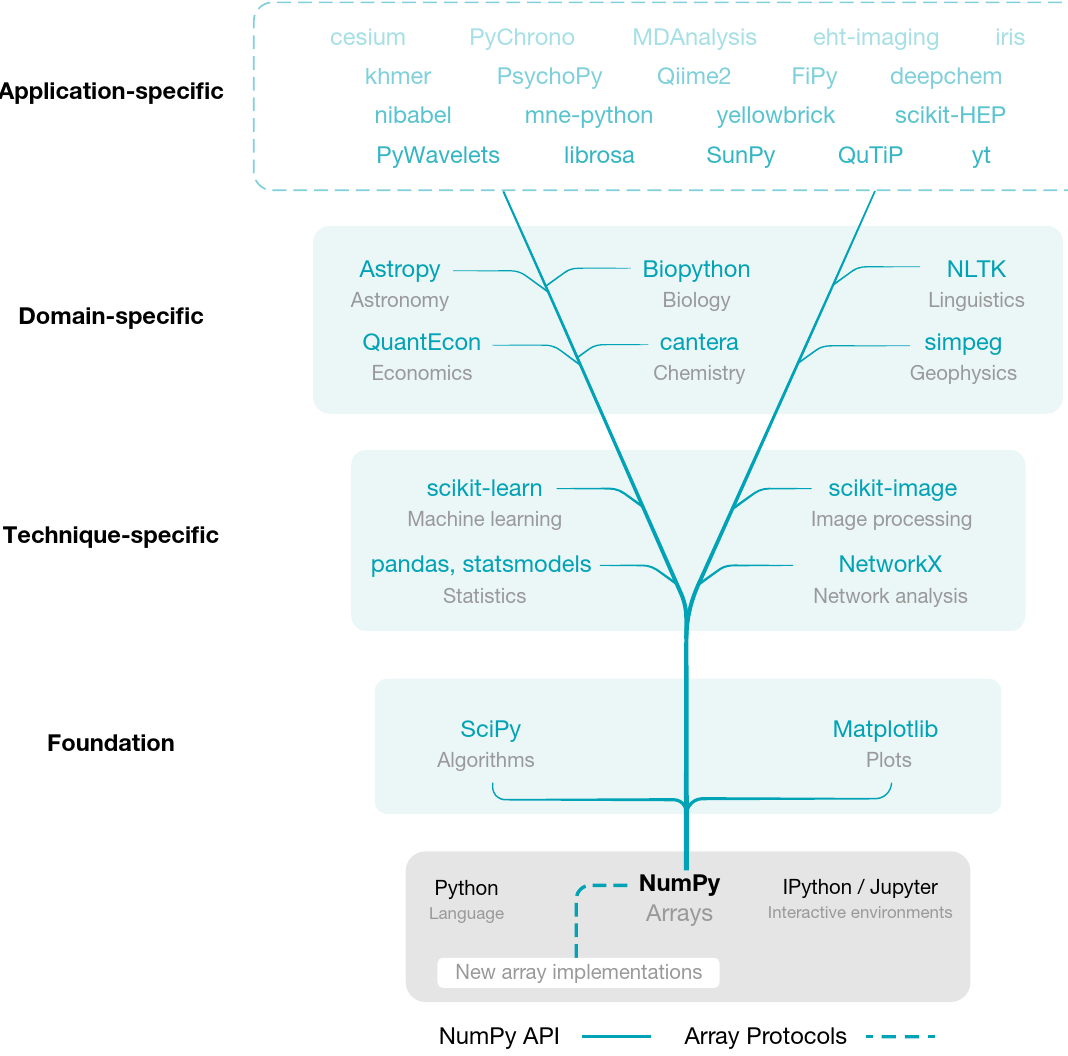 cesium PyChrono MDAnalysis eht-imaging iris
khmer PsychoPy Qiime2 FiPy deepchem
Application-specific
nibabel mne-python yellowbrick scikit-HEP
PyWavelets librosa SunPy QuTiP yt
Astropy Biopython NLTK
Astronomy Biology Linguistics
Domain-specific
QuantEcon cantera simpeg
Economics Chemistry Geophysics
scikit-learn scikit-image
Machine learning Image processing
Technique-specific
pandas, statsmodels NetworkX
Statistics Network analysis
SciPy Matplotlib
Foundation
Algorithms Plots
Python NumPy IPython / Jupyter
Language Arrays Interactive environments
New array implementations
NumPy API Array Protocols